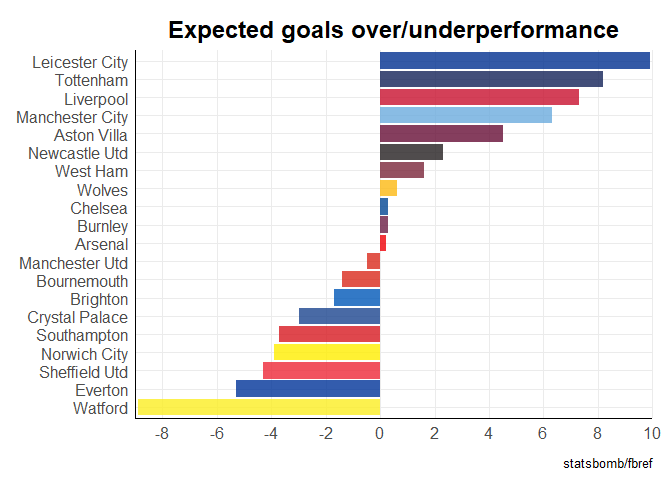 Expected goals over/underperformance
Leicester City
Tottenham
Liverpool
Manchester City
Aston Villa
Newcastle Utd
West Ham
Wolves
Chelsea
Burnley
Arsenal
Manchester Utd
Bournemouth
Brighton
Crystal Palace
Southampton
Norwich City
Sheffield Utd
Everton
Watford
-8 -6 -4 -2 0 2 4 6 8 10
statsbomb/fbref